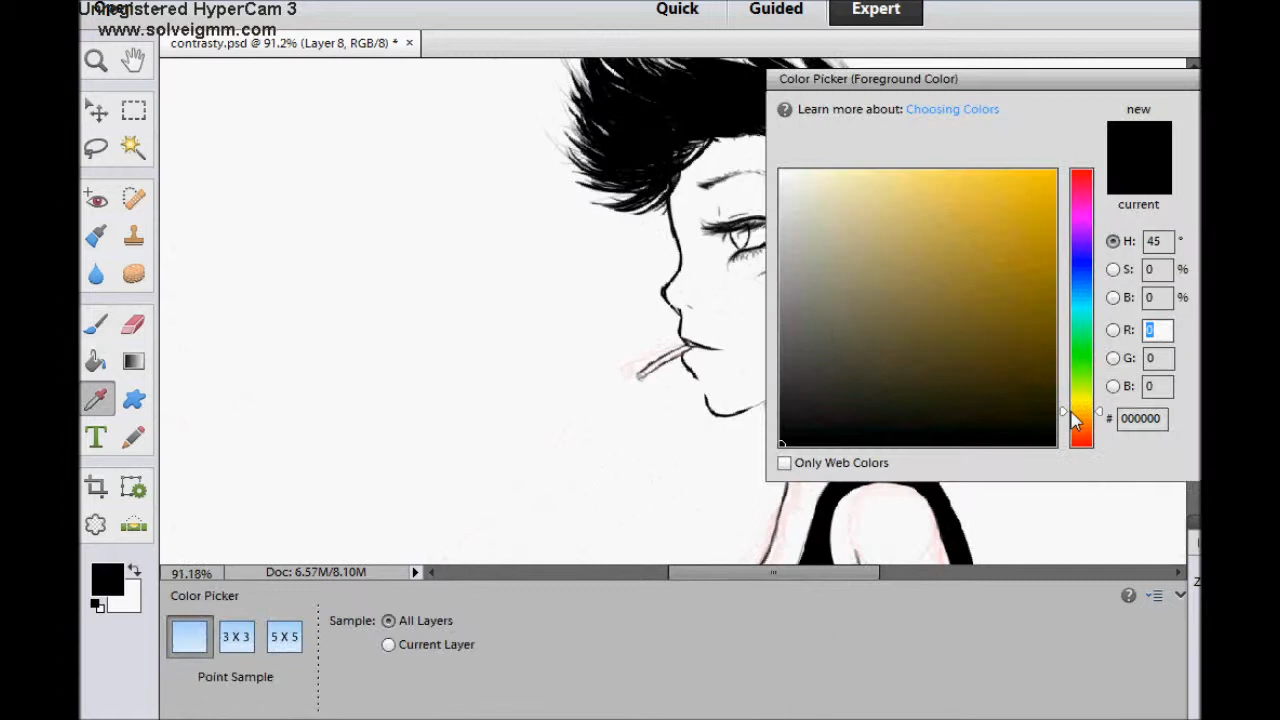 Unregistered HyperCam 3
www.solveigmm.com
Quick Guided Expert
contrasty.psd @ 91.2% (Layer 8, RGB/8) * ×
Color Picker (Foreground Color)
Learn more about: Choosing Colors
new
current
H: 45 °
S: 0 %
B: 0 %
R: 0
G: 0
B: 0
# 000000
Only Web Colors
T
91.18% Doc: 6.57M/8.10M
Color Picker
3 X 3 5 X 5
Point Sample
Sample: All Layers
Current Layer